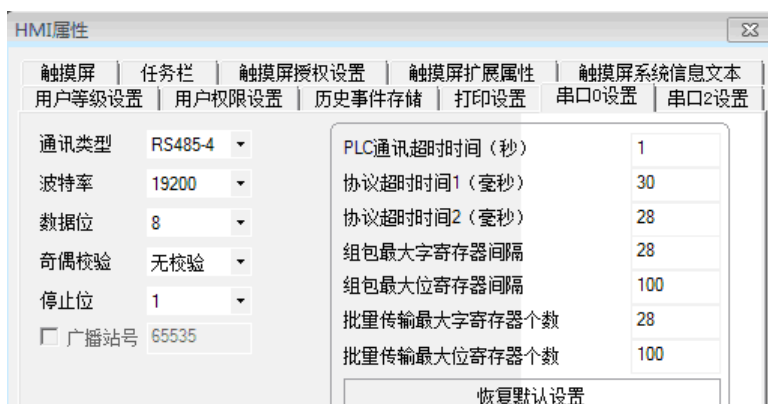 HMI属性
触摸屏 任务栏 触摸屏授权设置 触摸屏扩展属性 触摸屏系统信息文本
用户等级设置 用户权限设置 历史事件存储 打印设置 串口0设置 串口2设置
通讯类型 RS485-4
波特率 19200
数据位 8
奇偶校验 无校验
停止位 1
广播站号 65535
PLC通讯超时时间(秒) 1
协议超时时间1(毫秒) 30
协议超时时间2(毫秒) 28
组包最大字寄存器间隔 28
组包最大位寄存器间隔 100
批里传输最大字寄存器个数 28
批里传输最大位寄存器个数 100
恢复默认设置